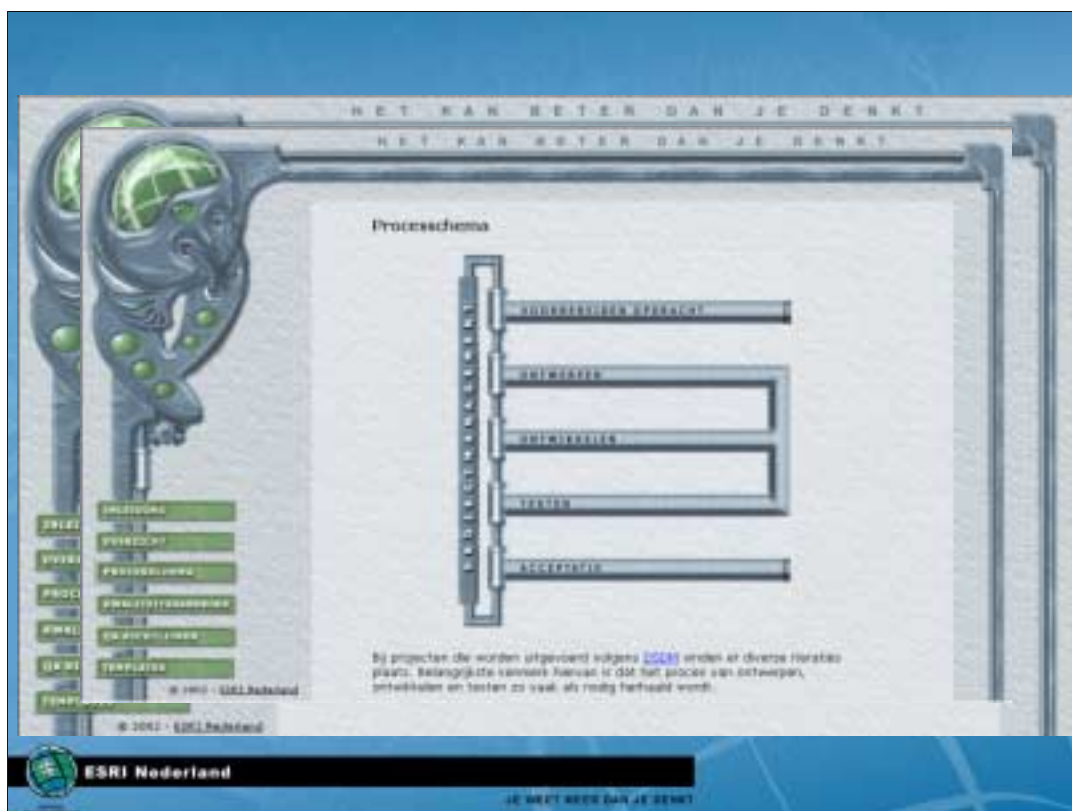 HET KAN BETER DAN JE DENKT
HET KAN BETER DAN JE DENKT
Processchema
VOORBEREIDEN OPDRACHT
ONTWERPEN
ONTWIKKELEN
TESTEN
ACCEPTATIE
INLEIDING
OVERZICHT
PROCESSCHEMA
KWALITEITSHANDBOEK
QA RICHTLIJNEN
TEMPLATES
© 2002 - ESRI Nederland
© 2002 - ESRI Nederland
Bij projecten die worden uitgevoerd volgens vinden er diverse iteraties
plaats. Belangrijkste kenmerk hiervan is dat het proces van ontwerpen,
ontwikkelen en testen zo vaak als nodig herhaald wordt.
ESRI Nederland
JE WEET MEER DAN JE DENKT